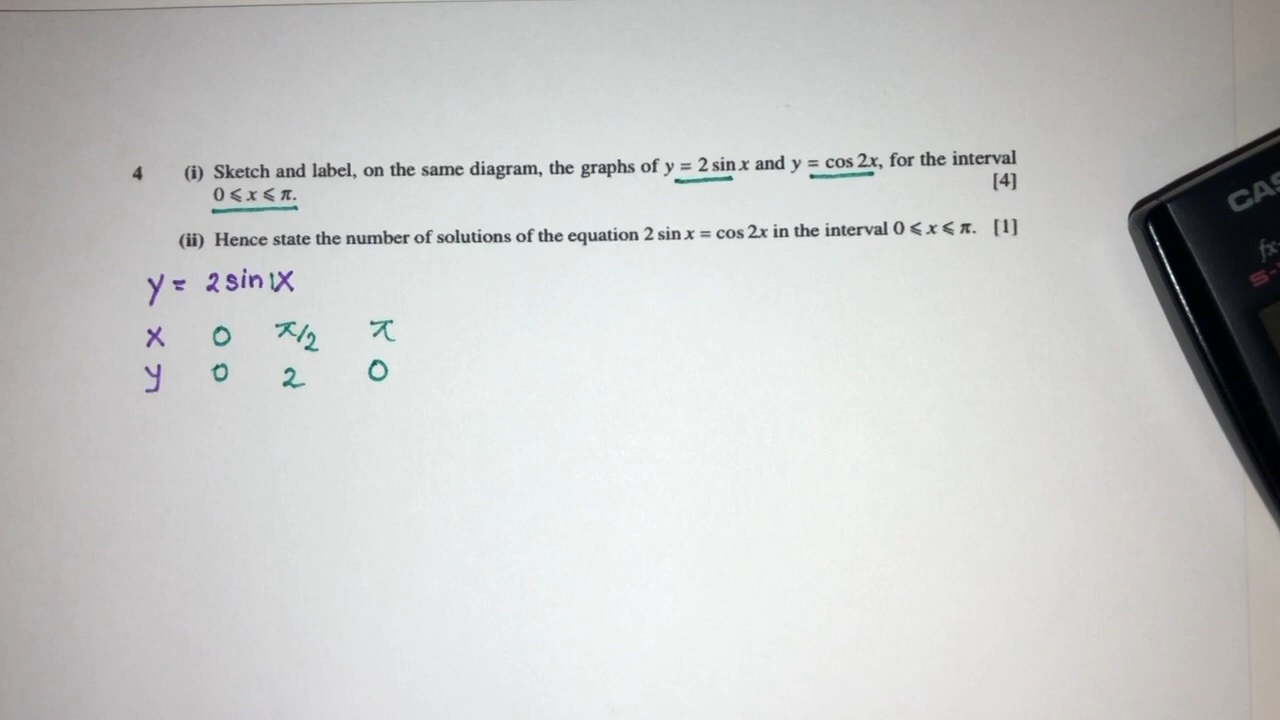 4 (i) Sketch and label, on the same diagram, the graphs of y = 2 sin x and y = cos 2x, for the interval
0 ⩽ x ⩽ π. [4]
(ii) Hence state the number of solutions of the equation 2 sin x = cos 2x in the interval 0 ⩽ x ⩽ π. [1]
y = 2 sin 1x
x 0 π/2 π
y 0 2 0
CAS
fx-
S-